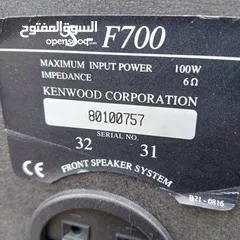 السوق المفتوح
opensooq.com
F700
MAXIMUM INPUT POWER 100W
IMPEDANCE 6Ω
KENWOOD CORPORATION
80100757
SERIAL NO.
32 31
FRONT SPEAKER SYSTEM
CE
B71-0816